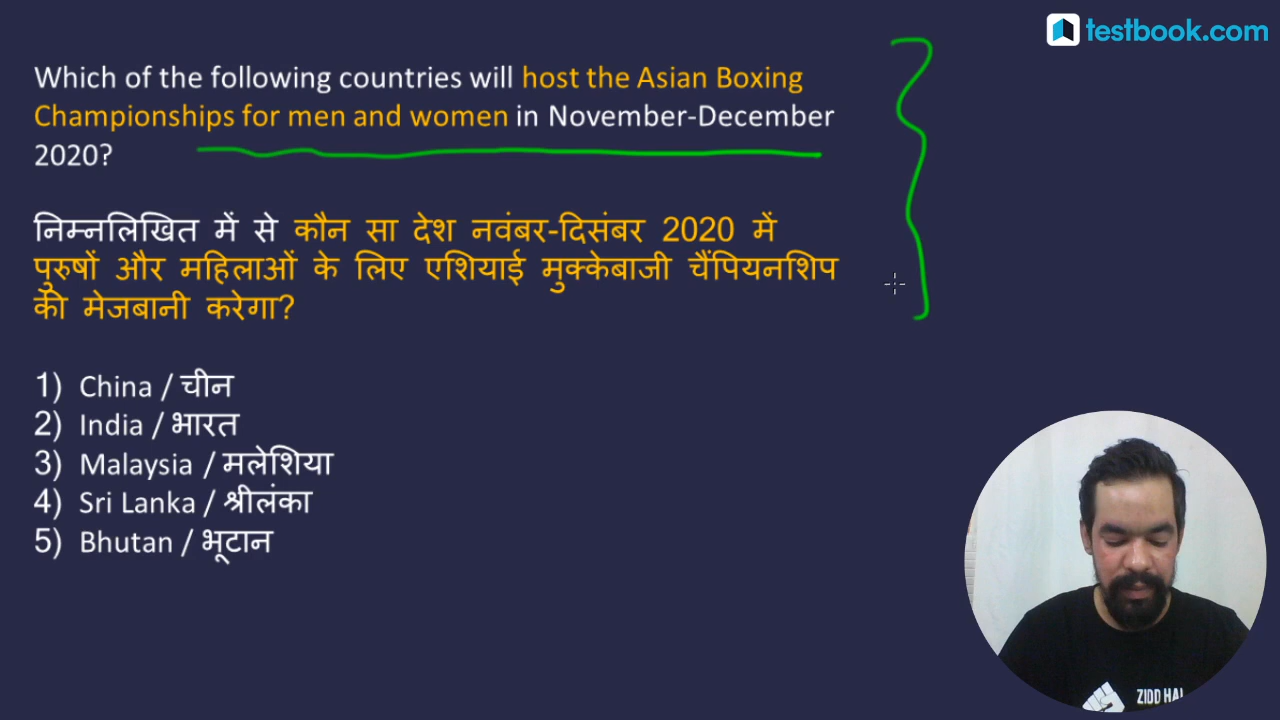 testbook.com
Which of the following countries will host the Asian Boxing
Championships for men and women in November-December
2020?
निम्नलिखित में से कौन सा देश नवंबर-दिसंबर 2020 में
पुरुषों और महिलाओं के लिए एशियाई मुक्केबाजी चैंपियनशिप
की मेजबानी करेगा?
1) China / चीन
2) India / भारत
3) Malaysia / मलेशिया
4) Sri Lanka / श्रीलंका
5) Bhutan / भूटान
ZIDD HAI